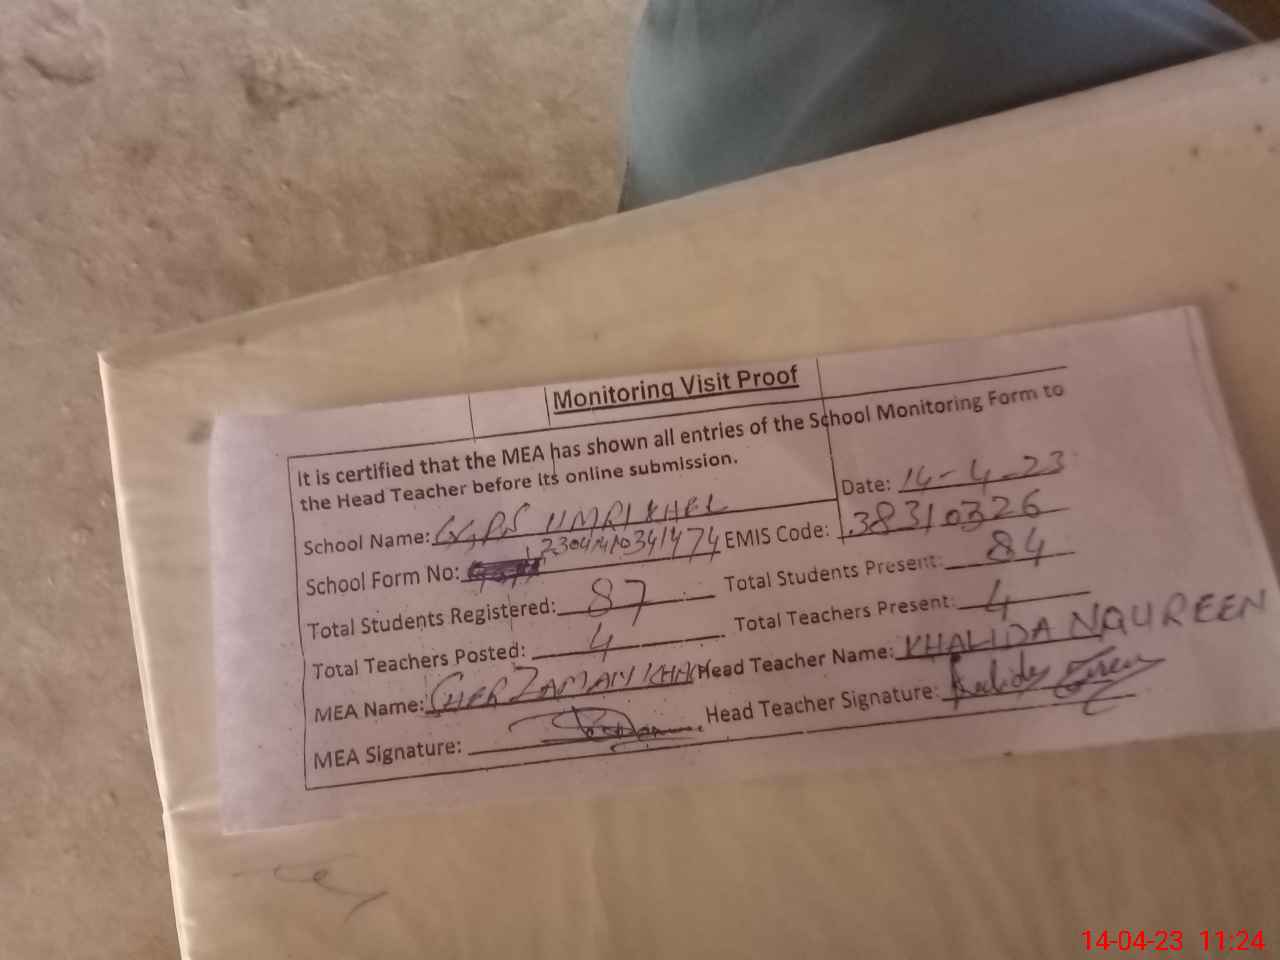 Monitoring Visit Proof
It is certified that the MEA has shown all entries of the School Monitoring Form to
the Head Teacher before its online submission.
Date: 14-4-23
School Name: GGPS UMRI KHEL
School Form No: EMIS Code: 38310326
Total Students Registered: 87 Total Students Present: 84
Total Teachers Posted: 4 Total Teachers Present: 4
MEA Name: SHER ZAMAN KHAN Head Teacher Name: KHALIDA NAUREEN
MEA Signature: Head Teacher Signature:
14-04-23 11:24